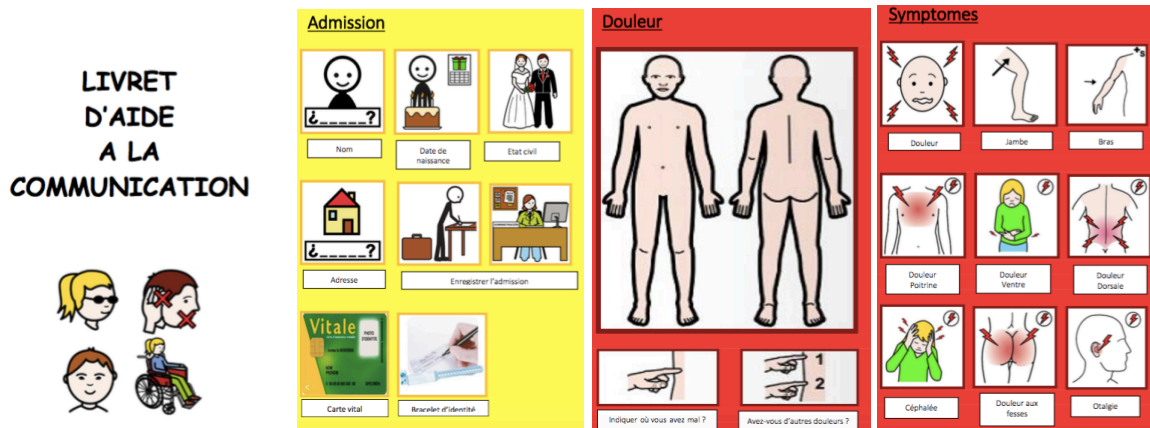 LIVRET
D'AIDE
A LA
COMMUNICATION
Admission
¿_____?
Nom
Date de
naissance
Etat civil
¿_____?
Adresse
Enregistrer l'admission
Vitale
Carte vital
Bracelet d'identité
Douleur
1
2
Indiquer où vous avez mal ?
Avez-vous d'autres douleurs ?
Symptomes
+s
Douleur
Jambe
Bras
Douleur
Poitrine
Douleur
Ventre
Douleur
Dorsale
Céphalée
Douleur aux
fesses
Otalgie